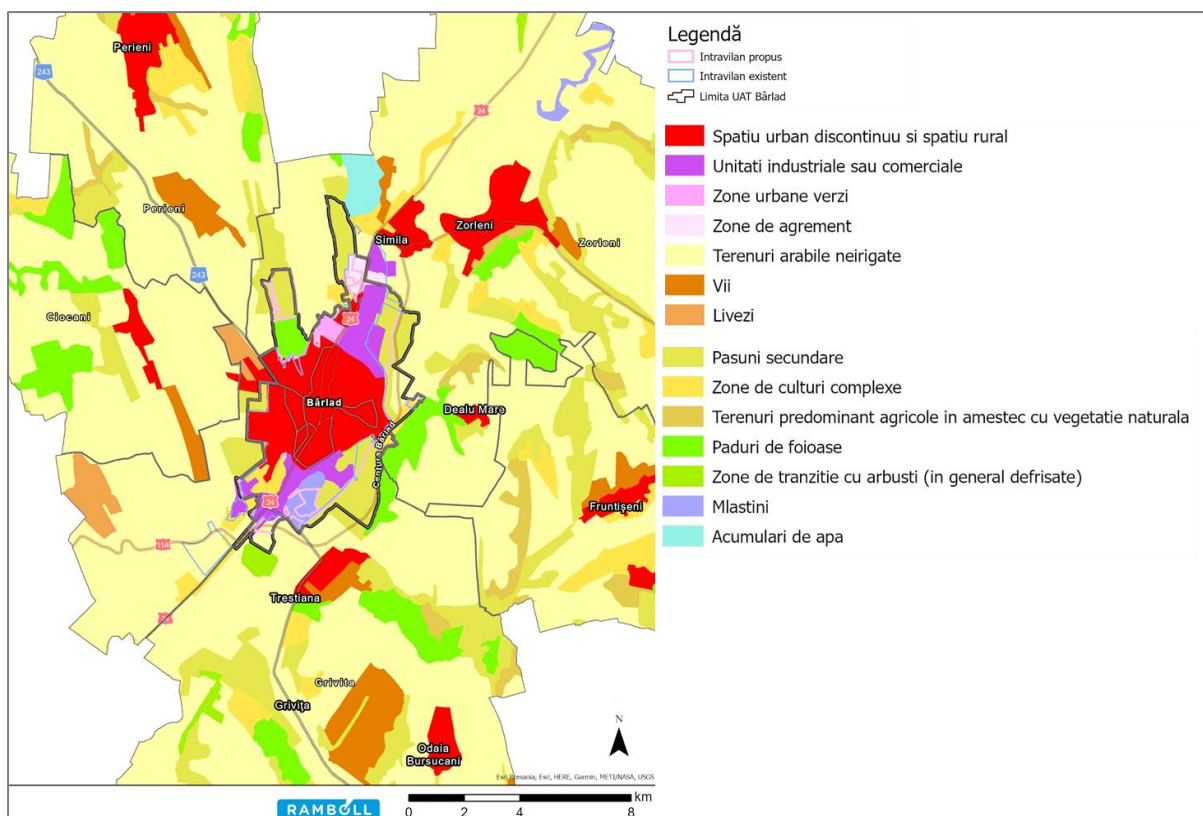 Perieni
243
24
Perieni
Simila
Zorleni
Zorleni
243
Ciocani
24
Bârlad
Dealu Mare
Centura Bârlad
24
Fruntișeni
11A
Trestiana
Grivita
Grivița
Odaia
Bursucani
N
Esri Romania, Esri, HERE, Garmin, METI/NASA, USGS
RAMBOLL
km
0 2 4 8
Legendă
Intravilan propus
Intravilan existent
Limita UAT Bârlad
Spatiu urban discontinuu si spatiu rural
Unitati industriale sau comerciale
Zone urbane verzi
Zone de agrement
Terenuri arabile neirigate
Vii
Livezi
Pasuni secundare
Zone de culturi complexe
Terenuri predominant agricole in amestec cu vegetatie naturala
Paduri de foioase
Zone de tranzitie cu arbusti (in general defrisate)
Mlastini
Acumulari de apa